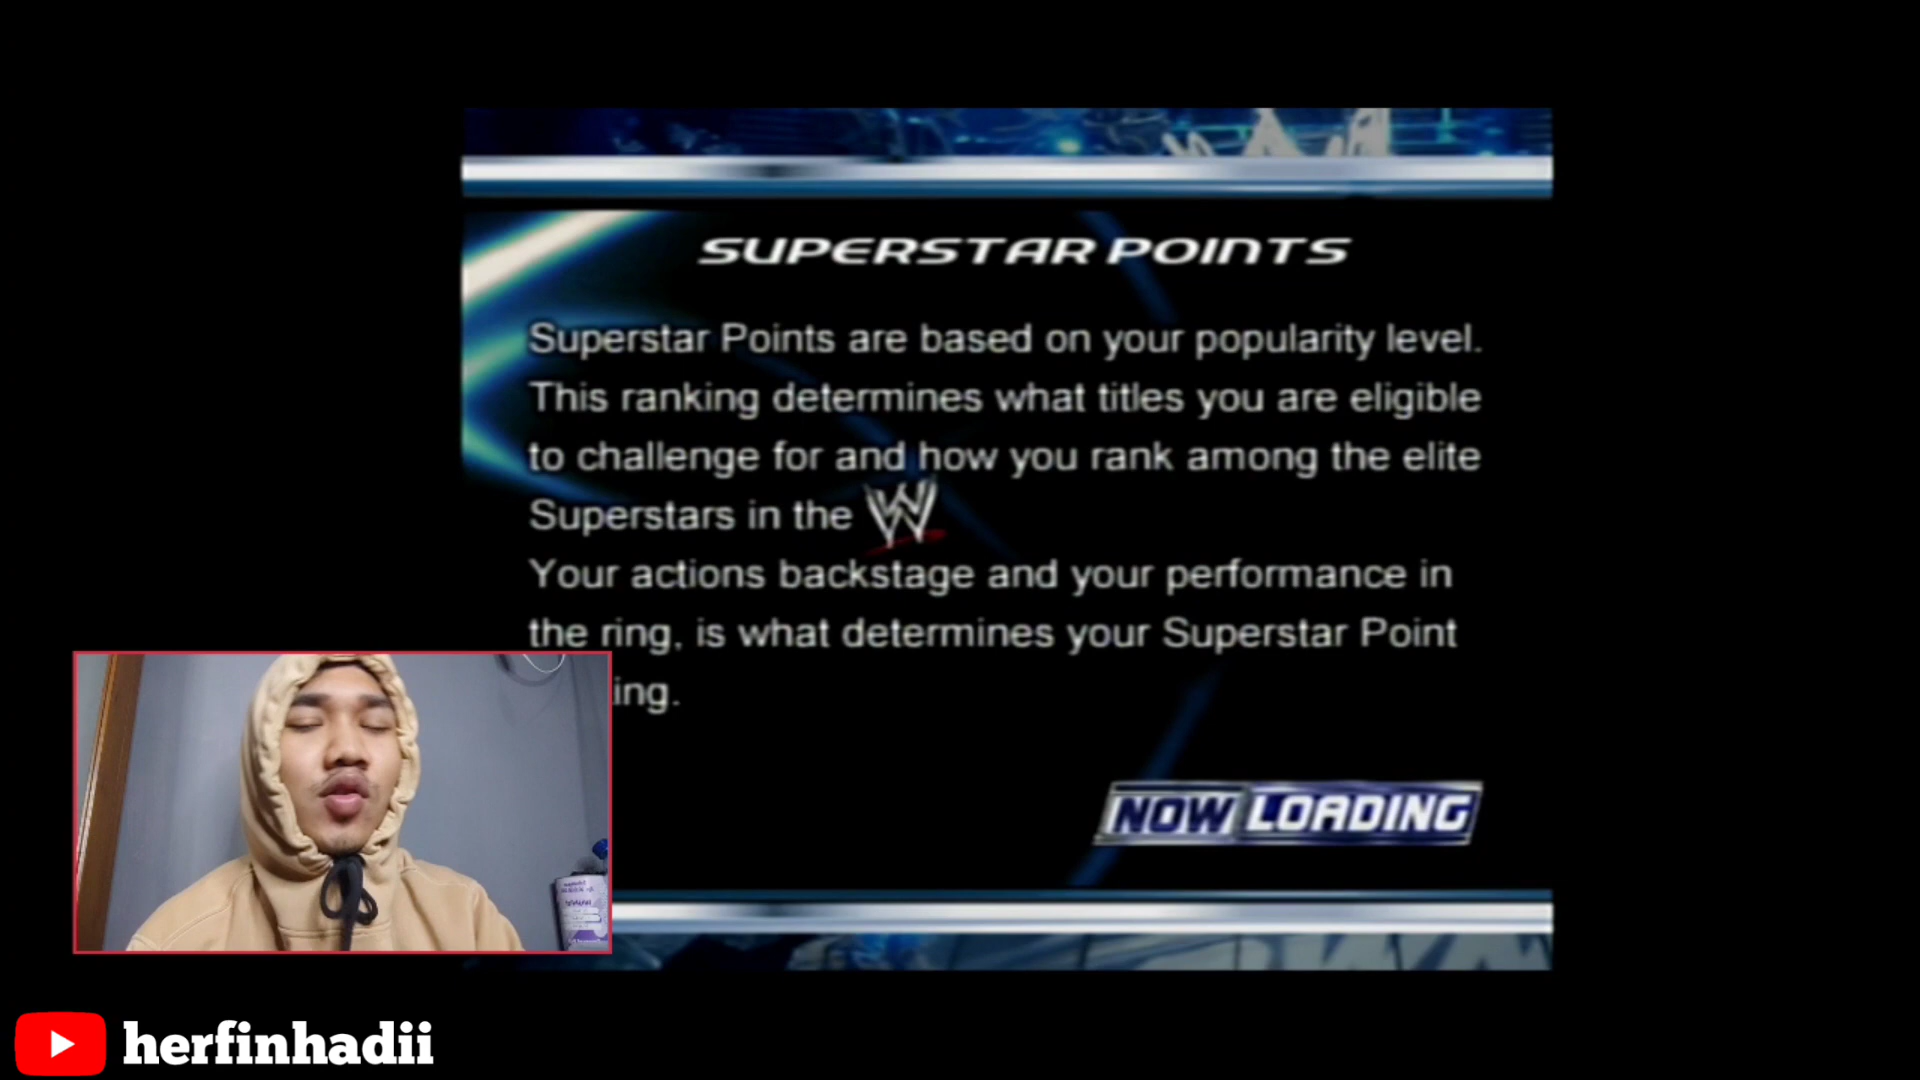 SUPERSTAR POINTS
Superstar Points are based on your popularity level.
This ranking determines what titles you are eligible
to challenge for and how you rank among the elite
Superstars in the W
Your actions backstage and your performance in
the ring, is what determines your Superstar Point
ing.
NOW LOADING
herfinhadii